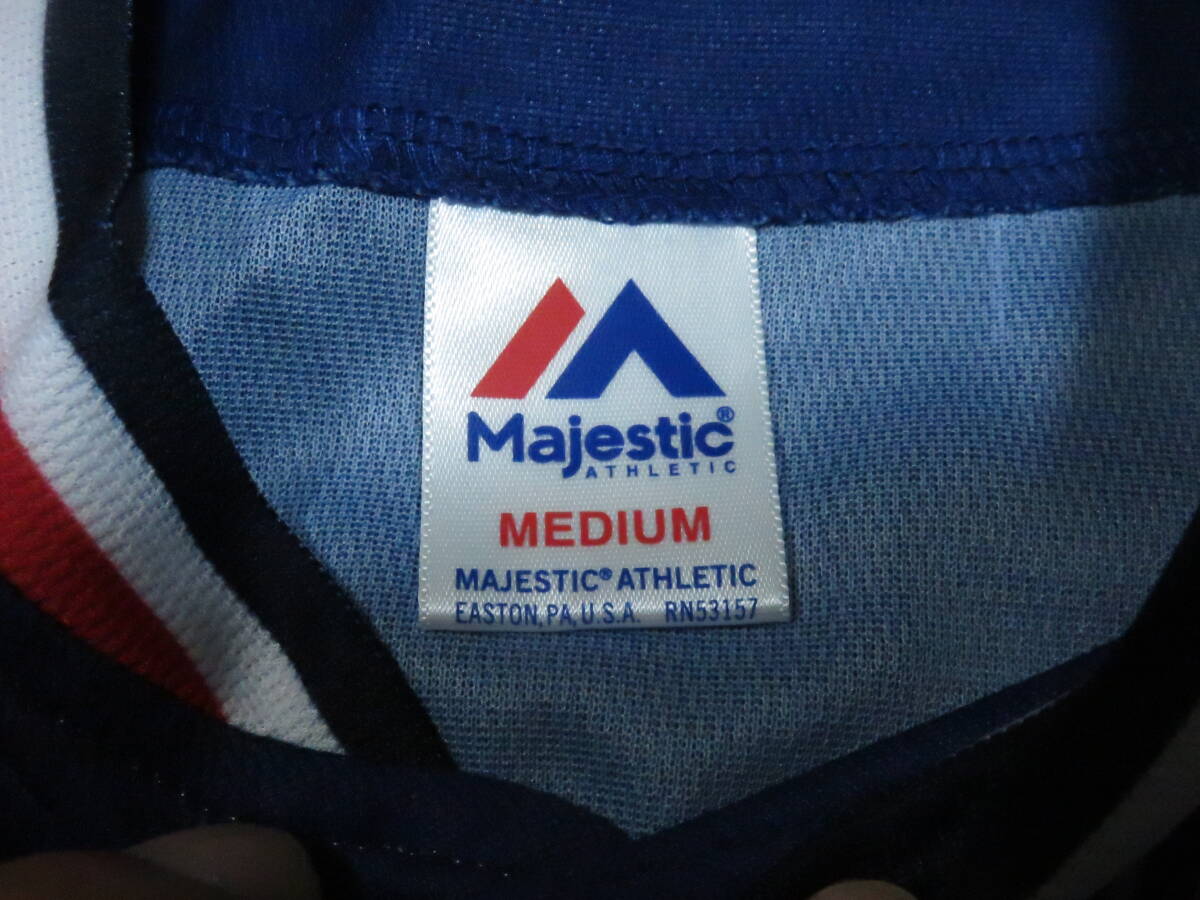 Majestic®
ATHLETIC
MEDIUM
MAJESTIC® ATHLETIC
EASTON, PA, U.S.A. RN53157